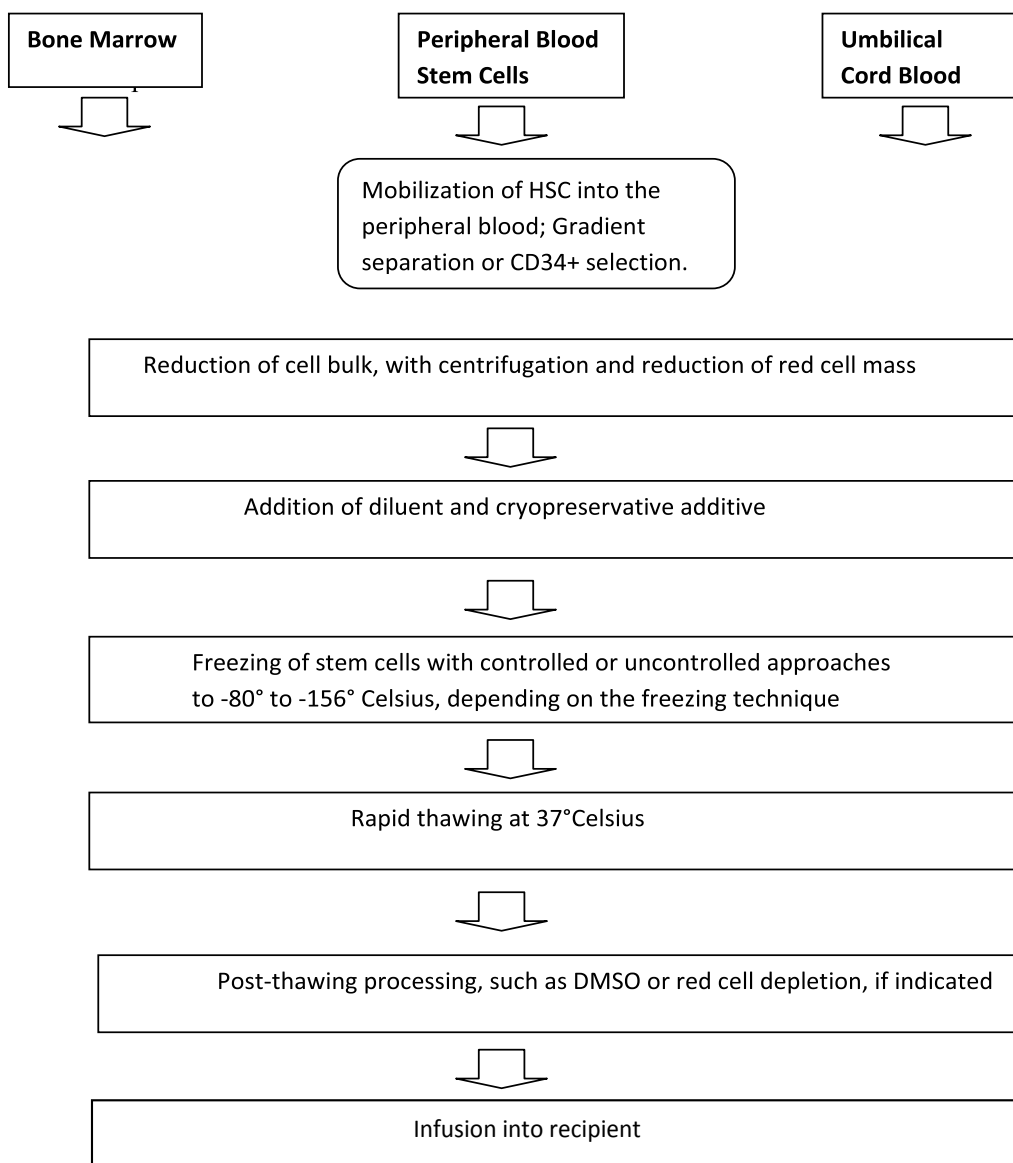 Bone Marrow
Peripheral Blood
Stem Cells
Umbilical
Cord Blood
Mobilization of HSC into the
peripheral blood; Gradient
separation or CD34+ selection.
Reduction of cell bulk, with centrifugation and reduction of red cell mass
Addition of diluent and cryopreservative additive
Freezing of stem cells with controlled or uncontrolled approaches
to -80° to -156° Celsius, depending on the freezing technique
Rapid thawing at 37°Celsius
Post-thawing processing, such as DMSO or red cell depletion, if indicated
Infusion into recipient